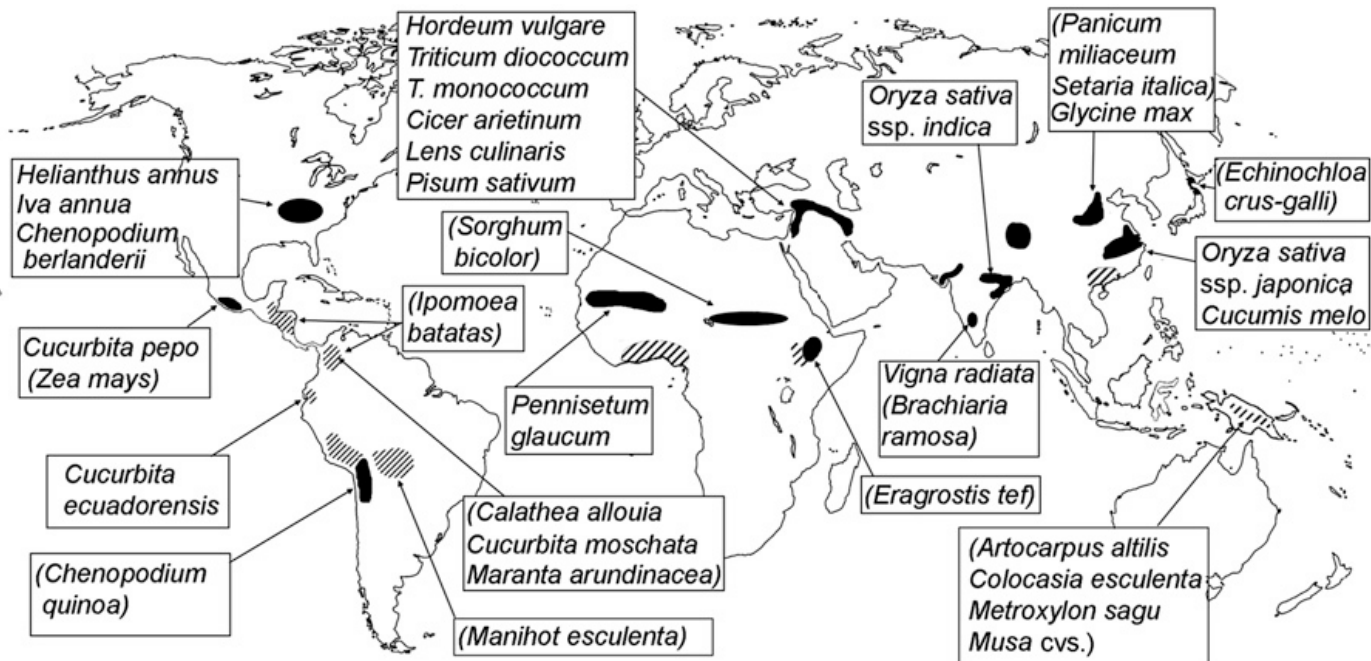 Hordeum vulgare
Triticum diococcum
T. monococcum
Cicer arietinum
Lens culinaris
Pisum sativum
(Panicum
miliaceum
Setaria italica)
Glycine max
Oryza sativa
ssp. indica
Helianthus annus
Iva annua
Chenopodium
berlanderii
(Echinochloa
crus-galli)
(Sorghum
bicolor)
Oryza sativa
ssp. japonica
Cucumis melo
(Ipomoea
batatas)
Cucurbita pepo
(Zea mays)
Vigna radiata
(Brachiaria
ramosa)
Pennisetum
glaucum
Cucurbita
ecuadorensis
(Eragrostis tef)
(Calathea allouia
Cucurbita moschata
Maranta arundinacea)
(Artocarpus altilis
Colocasia esculenta
Metroxylon sagu
Musa cvs.)
(Chenopodium
quinoa)
(Manihot esculenta)